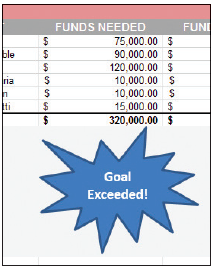 FUNDS NEEDED FUN
$ 75,000.00 $
ble $ 90,000.00 $
$ 120,000.00 $
ria $ 10,000.00 $
n $ 10,000.00 $
tti $ 15,000.00 $
$ 320,000.00 $
Goal
Exceeded!